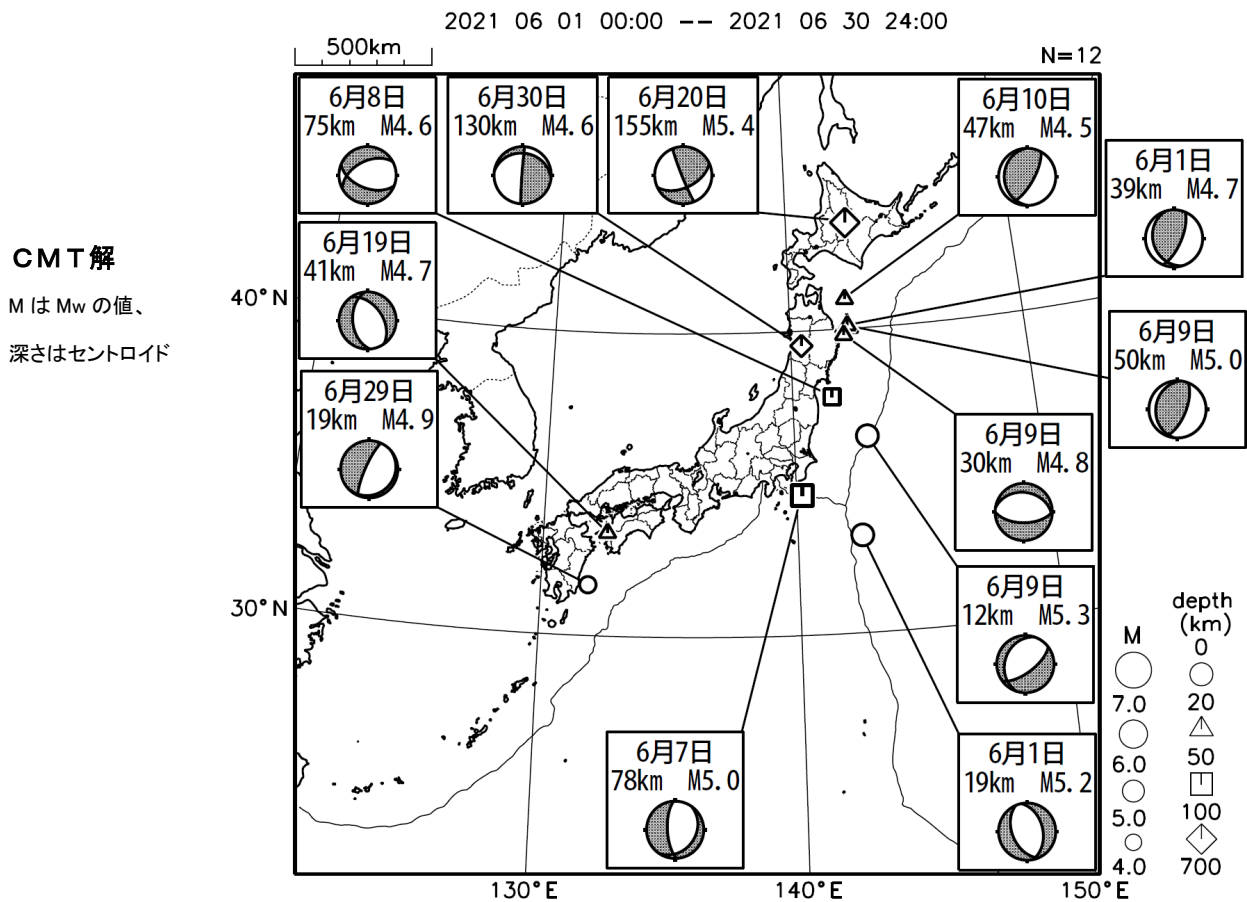 2021 06 01 00:00 -- 2021 06 30 24:00
500km
N=12
6月8日
75km M4.6
6月30日
130km M4.6
6月20日
155km M5.4
6月10日
47km M4.5
6月1日
39km M4.7
6月19日
41km M4.7
CMT解
M は Mw の値、
深さはセントロイド
40°N
6月9日
50km M5.0
6月29日
19km M4.9
6月9日
30km M4.8
6月9日
12km M5.3
30°N
6月7日
78km M5.0
6月1日
19km M5.2
M
7.0
6.0
5.0
4.0
depth
(km)
0
20
50
100
700
130°E
140°E
150°E